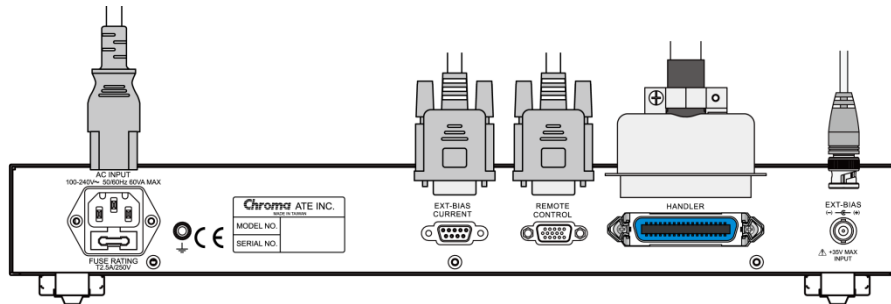 AC INPUT
100-240V~ 50/60Hz 60VA MAX
FUSE RATING
T2.5A/250V
CE
Chroma ATE INC.
MADE IN TAIWAN
MODEL NO.
SERIAL NO.
EXT-BIAS
CURRENT
REMOTE
CONTROL
HANDLER
EXT-BIAS
(-) (+)
+35V MAX
INPUT